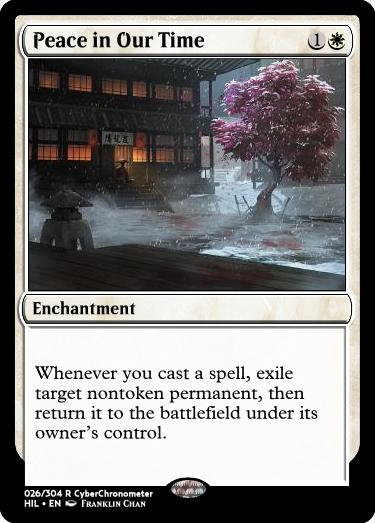 Peace in Our Time 1
Enchantment
Whenever you cast a spell, exile
target nontoken permanent, then
return it to the battlefield under its
owner's control.
026/304 R CyberChronometer
HIL • EN Franklin Chan